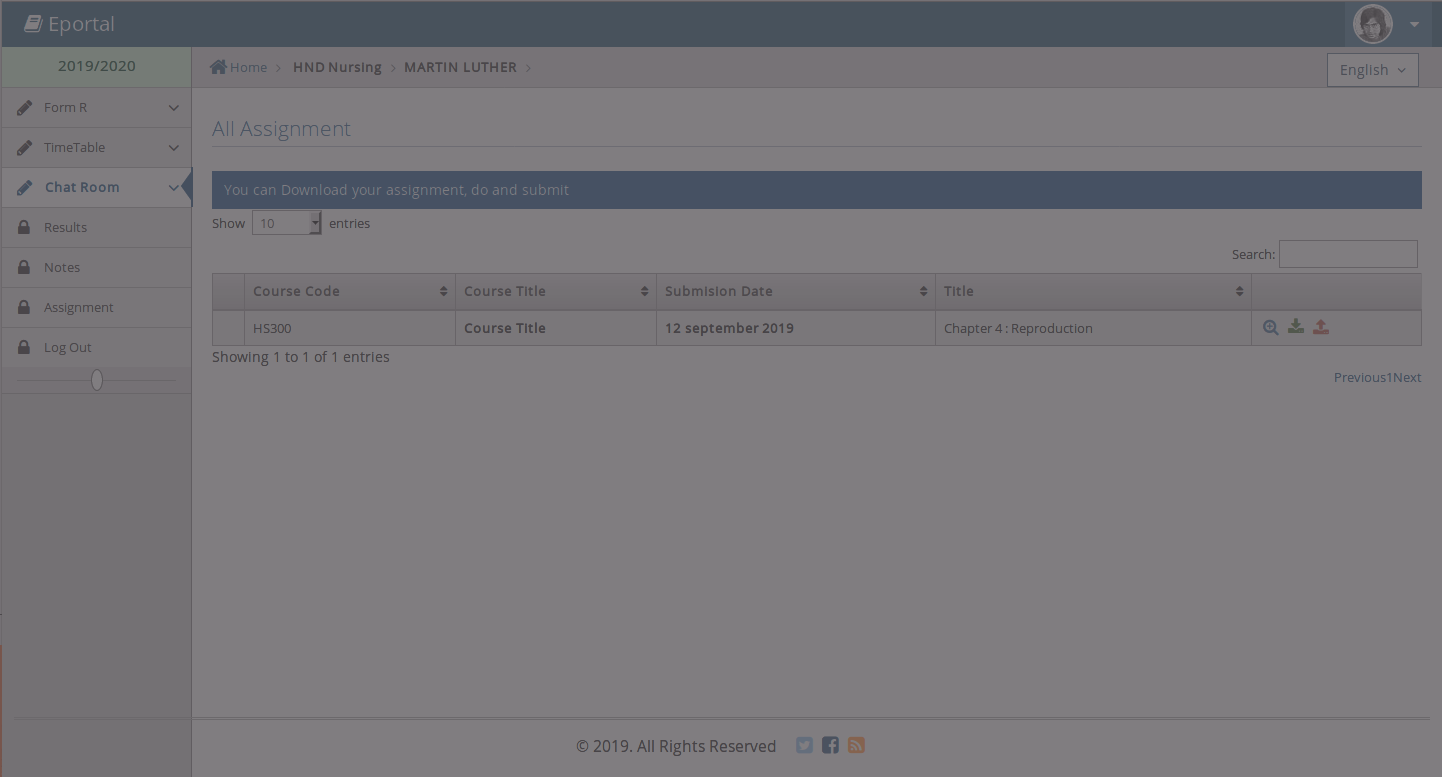 Eportal
2019/2020
Home > HND Nursing > MARTIN LUTHER >
English
Form R
TimeTable
Chat Room
Results
Notes
Assignment
Log Out
All Assignment
You can Download your assignment, do and submit
Show 10 entries
Search:
Course Code Course Title Submision Date Title
HS300 Course Title 12 september 2019 Chapter 4 : Reproduction
Showing 1 to 1 of 1 entries
Previous1Next
© 2019. All Rights Reserved